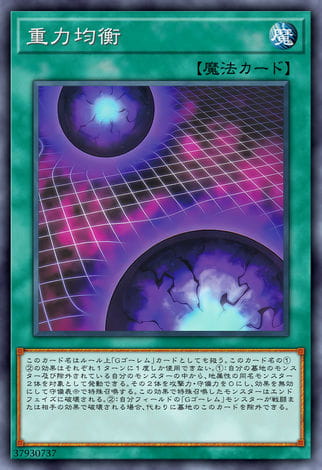 重力均衡
魔
【魔法カード】
このカード名はルール上「Gゴーレム」カードとしても扱う。このカード名の①
②の効果はそれぞれ1ターンに1度しか使用できない。①:自分の墓地のモンス
ター及び除外されている自分のモンスターの中から、地属性の同名モンスター
2体を対象として発動できる。その2体を攻撃力・守備力を0にし、効果を無効に
して守備表示で特殊召喚する。この効果で特殊召喚したモンスターはエンド
フェイズに破壊される。②:自分フィールドの「Gゴーレム」モンスターが戦闘ま
たは相手の効果で破壊される場合、代わりに墓地のこのカードを除外できる。
37930737